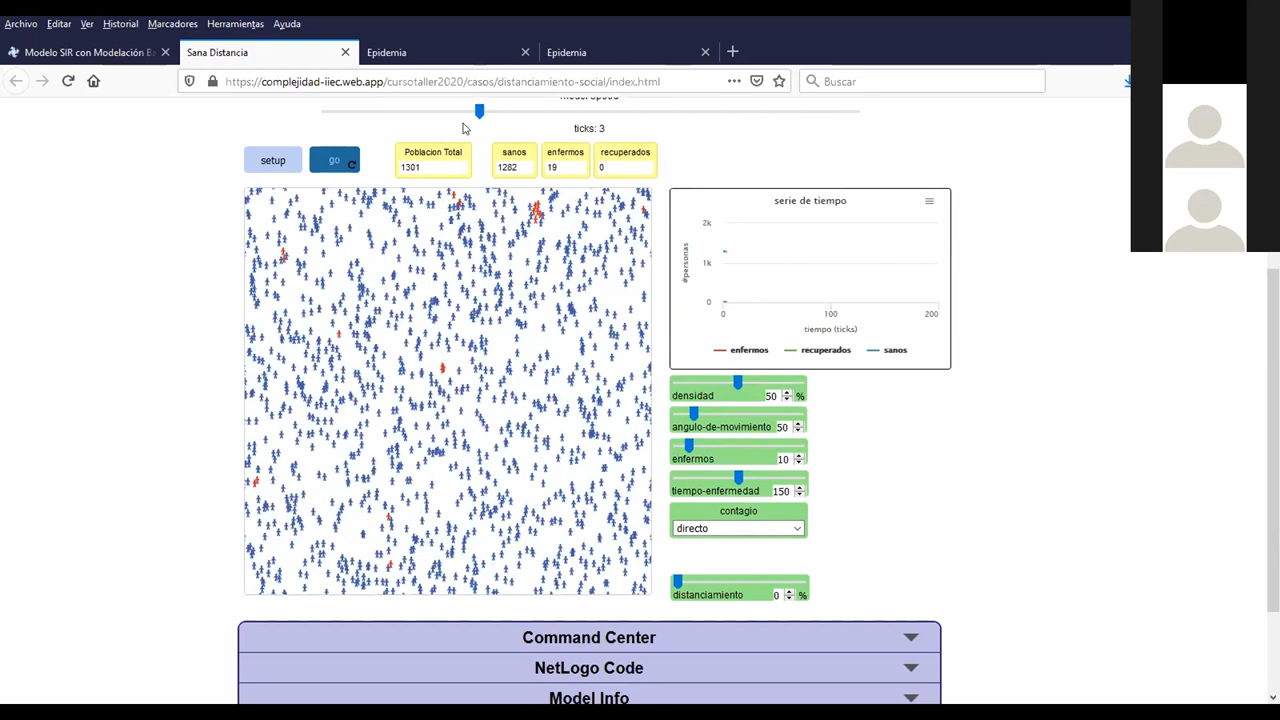 Archivo Editar Ver Historial Marcadores Herramientas Ayuda
Modelo SIR con Modelación B
Sana Distancia
Epidemia
Epidemia
https://complejidad-iiec.web.app/cursotaller2020/casos/distanciamiento-social/index.html
Buscar
model speed
ticks: 3
setup
go
Poblacion Total
1301
sanos
1282
enfermos
19
recuperados
0
serie de tiempo
#personas
2k
1k
0
0 100 200
tiempo (ticks)
enfermos recuperados sanos
densidad 50 %
angulo-de-movimiento 50
enfermos 10
tiempo-enfermedad 150
contagio
directo
distanciamiento 0 %
Command Center
NetLogo Code
Model Info